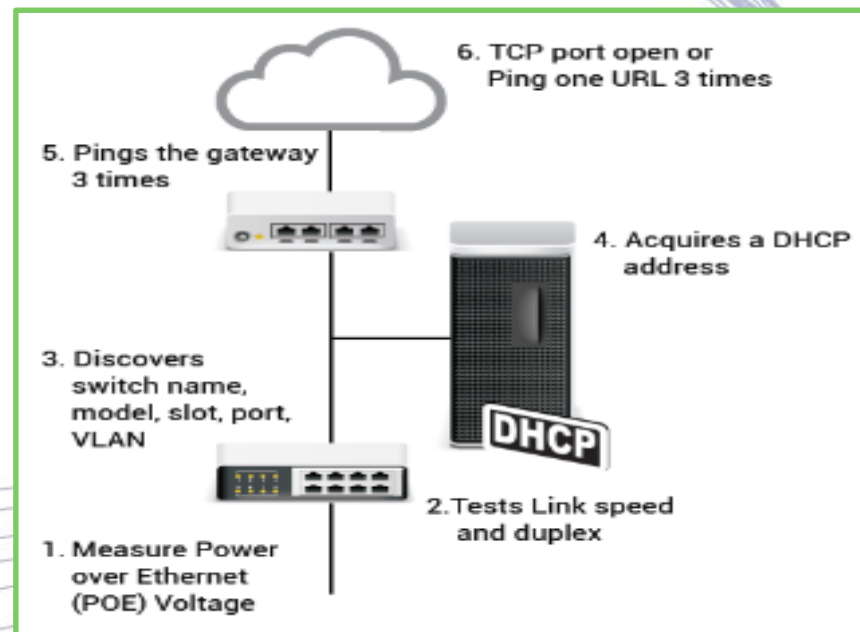 6. TCP port open or
Ping one URL 3 times
5. Pings the gateway
3 times
4. Acquires a DHCP
address
3. Discovers
switch name,
model, slot, port,
VLAN
DHCP
2.Tests Link speed
and duplex
1. Measure Power
over Ethernet
(POE) Voltage